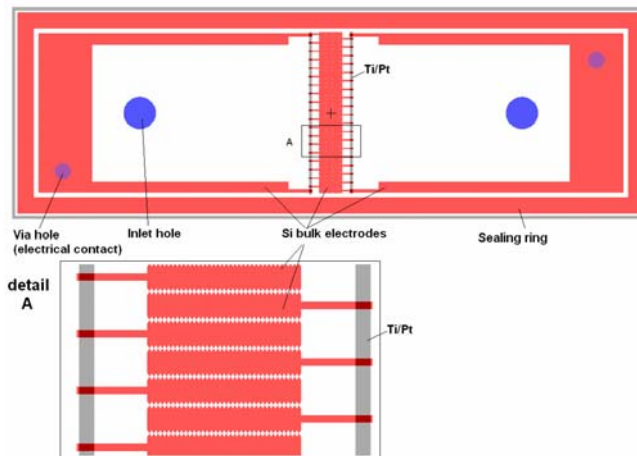 Ti/Pt
A
Via hole
(electrical contact)
Inlet hole
Si bulk electrodes
Sealing ring
detail
A
Ti/Pt